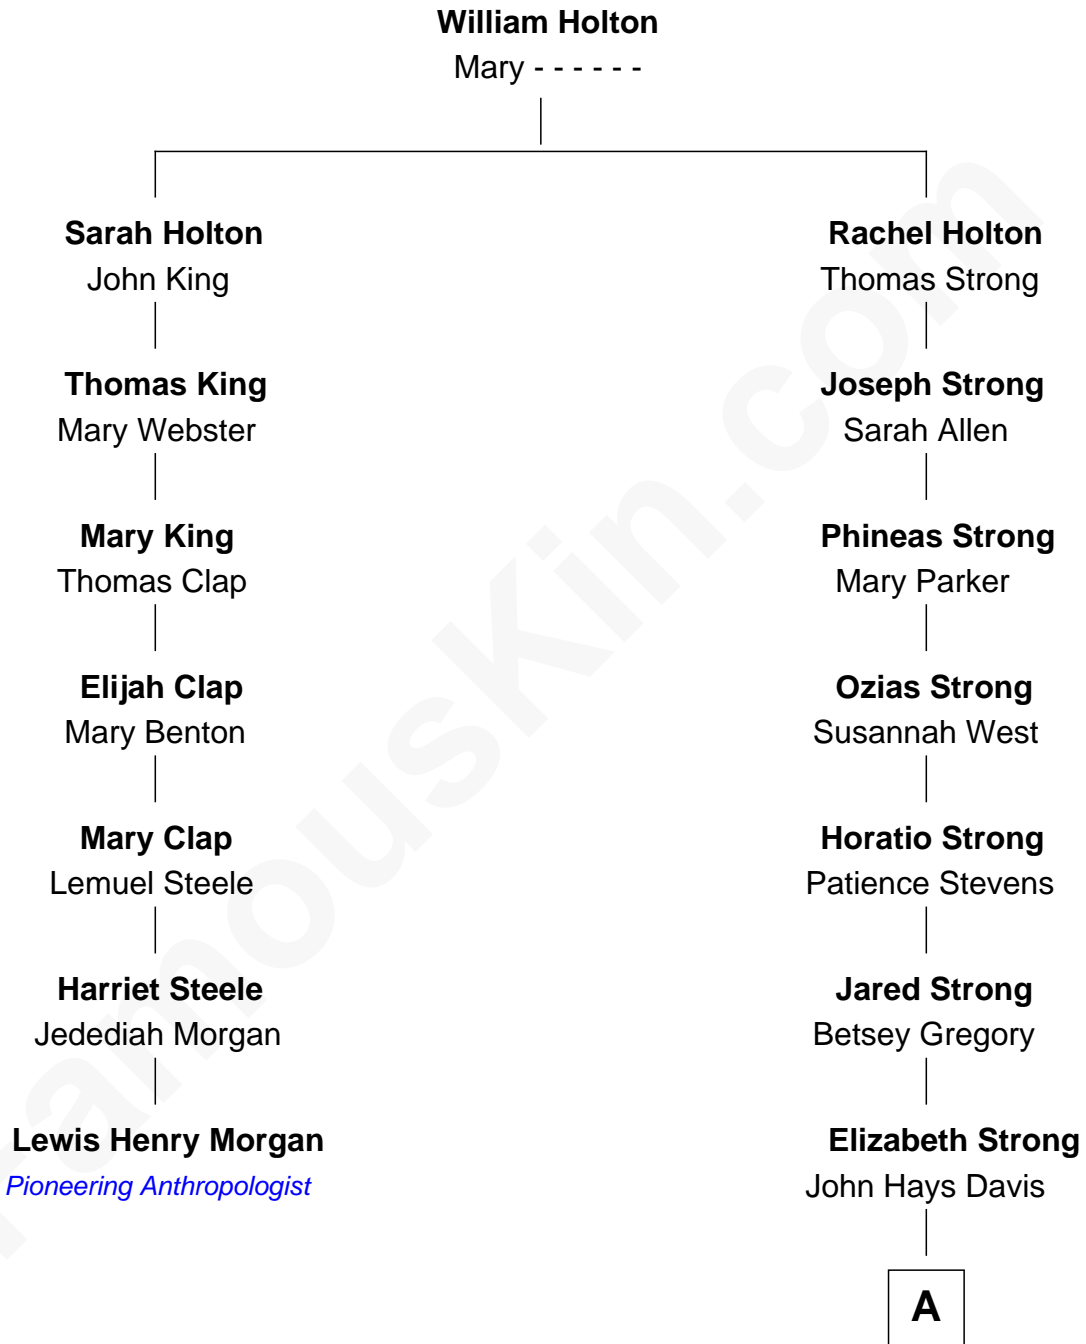 William Holton
Mary - - - - - -
Sarah Holton
John King
Rachel Holton
Thomas Strong
Thomas King
Mary Webster
Joseph Strong
Sarah Allen
Mary King
Thomas Clap
Phineas Strong
Mary Parker
Elijah Clap
Mary Benton
Ozias Strong
Susannah West
Mary Clap
Lemuel Steele
Horatio Strong
Patience Stevens
Harriet Steele
Jedediah Morgan
Jared Strong
Betsey Gregory
Lewis Henry Morgan
Pioneering Anthropologist
Elizabeth Strong
John Hays Davis
A
FamousKin.com